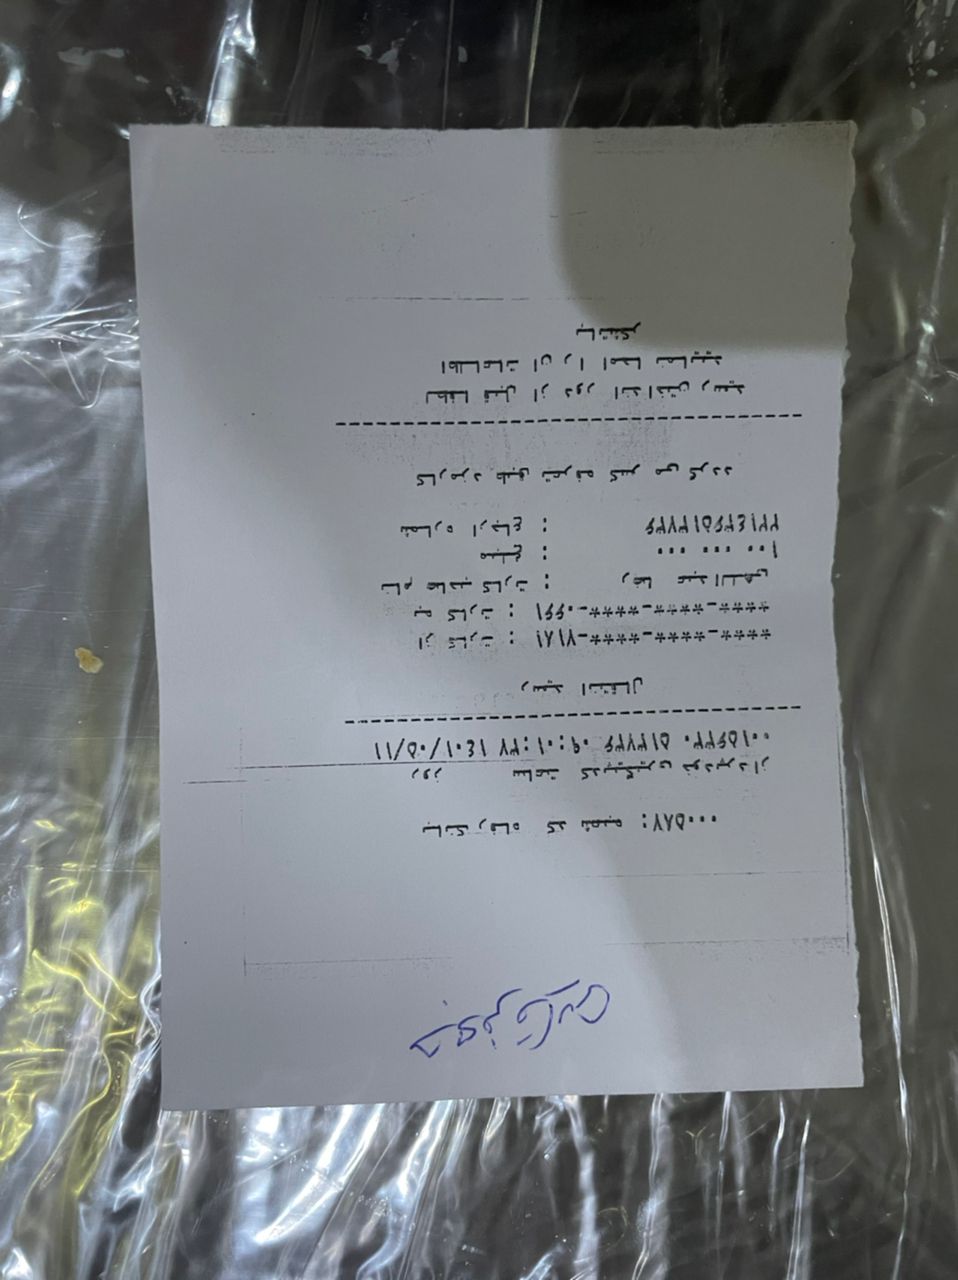 جعفر
بانک رفاه کد شعبه :۰۰۰۵۸۷
روز ساعت کدپیگیری خودپرداز
۱۴۰۱/۰۵/۱۱ ۰۹:۰۱:۳۷ ۵۱۳۷۳۶ ۰۰۱۵۶۳۳۰
رسید انتقال
از کارت : ****-****-****-۷۱۸۱
به کارت : ****-****-****-۰۶۶۱
نام صاحب کارت : رضا عبداللهی
مبلغ : ۱۰۰ ۰۰۰ ۰۰۰
شماره ارجاع : ۲۲۱۴۳۶۵۱۳۷۳۶
کارمزد طبق تعرفه کسر می گردد
لطفا قبل از دور انداختن رسید
اطلاعات ان را امحا نمایید
باتشکر